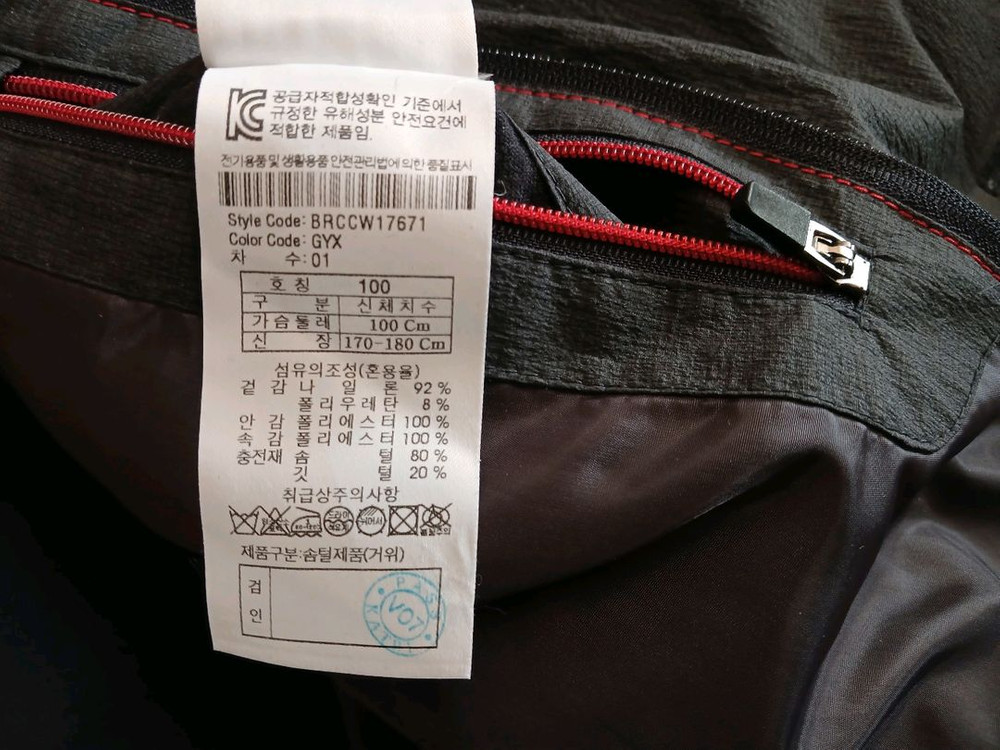 KC 공급자적합성확인 기준에서
규정한 유해성분 안전요건에
적합한 제품임.
전기용품 및 생활용품 안전관리법에 의한 품질표시
Style Code: BRCCW17671
Color Code: GYX
차 수: 01
호 칭 100
구 분 신 체 치 수
가 슴 둘 레 100 Cm
신 장 170-180 Cm
섬유의조성(혼용율)
겉 감 나 일 론 92 %
폴 리 우 레 탄 8 %
안 감 폴 리 에 스 터 100 %
속 감 폴 리 에 스 터 100 %
충전재 솜 털 80 %
깃 털 20 %
취급상주의사항
드라이
제품구분:솜털제품(거위)
검
인
PASS
V07
KATRI